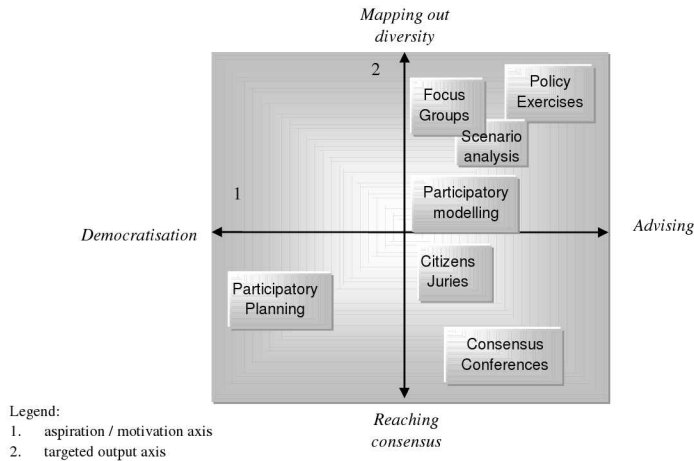 Mapping out
diversity
2
Focus
Groups
Policy
Exercises
Scenario
analysis
1
Participatory
modelling
Democratisation
Advising
Citizens
Juries
Participatory
Planning
Consensus
Conferences
Reaching
consensus
Legend:
1. aspiration / motivation axis
2. targeted output axis